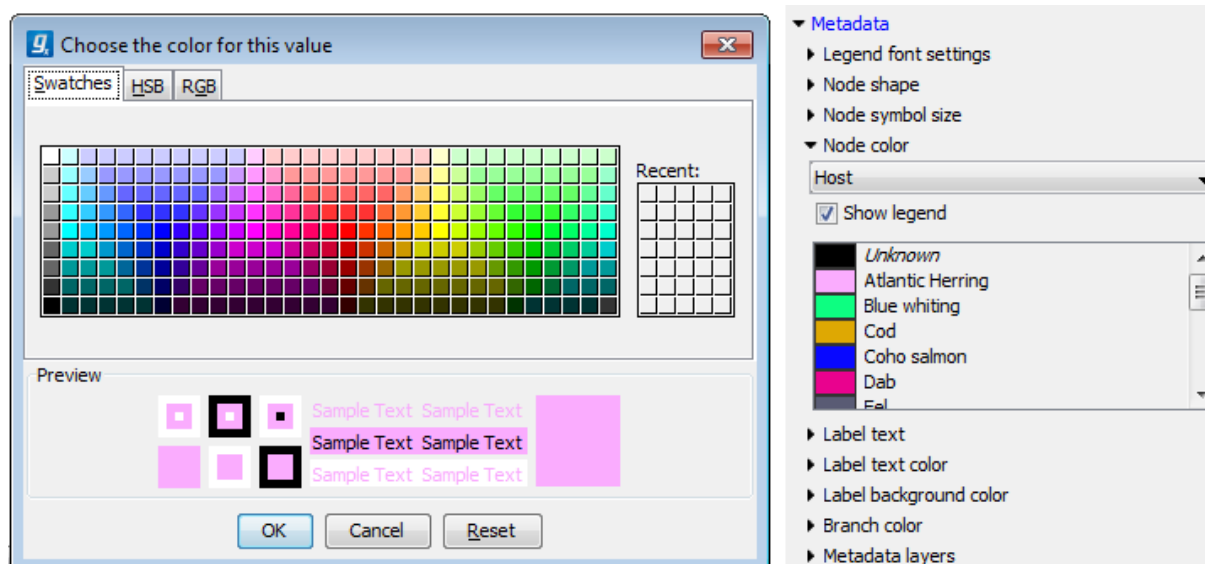 Choose the color for this value
Swatches HSB RGB
Recent:
Preview
Sample Text Sample Text
Sample Text Sample Text
Sample Text Sample Text
OK Cancel Reset
Metadata
Legend font settings
Node shape
Node symbol size
Node color
Host
Show legend
Unknown
Atlantic Herring
Blue whiting
Cod
Coho salmon
Dab
Eel
Label text
Label text color
Label background color
Branch color
Metadata layers